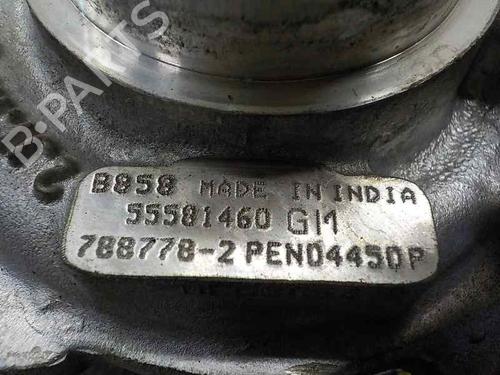 B-PARTS
B858 MADE IN INDIA
55581460 GM
788778-2 PEN04450P